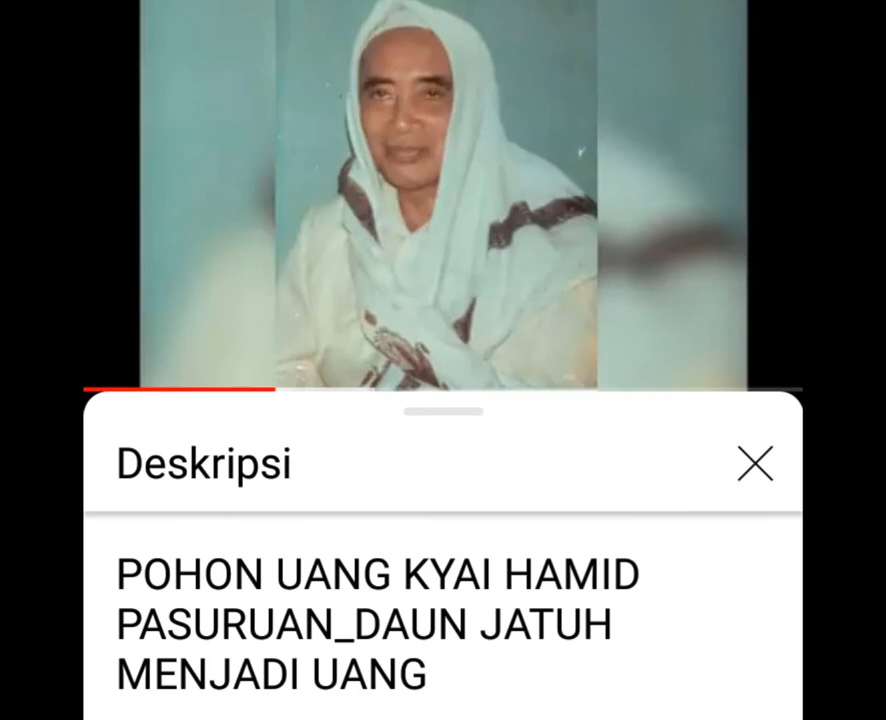 Deskripsi
POHON UANG KYAI HAMID
PASURUAN_DAUN JATUH
MENJADI UANG